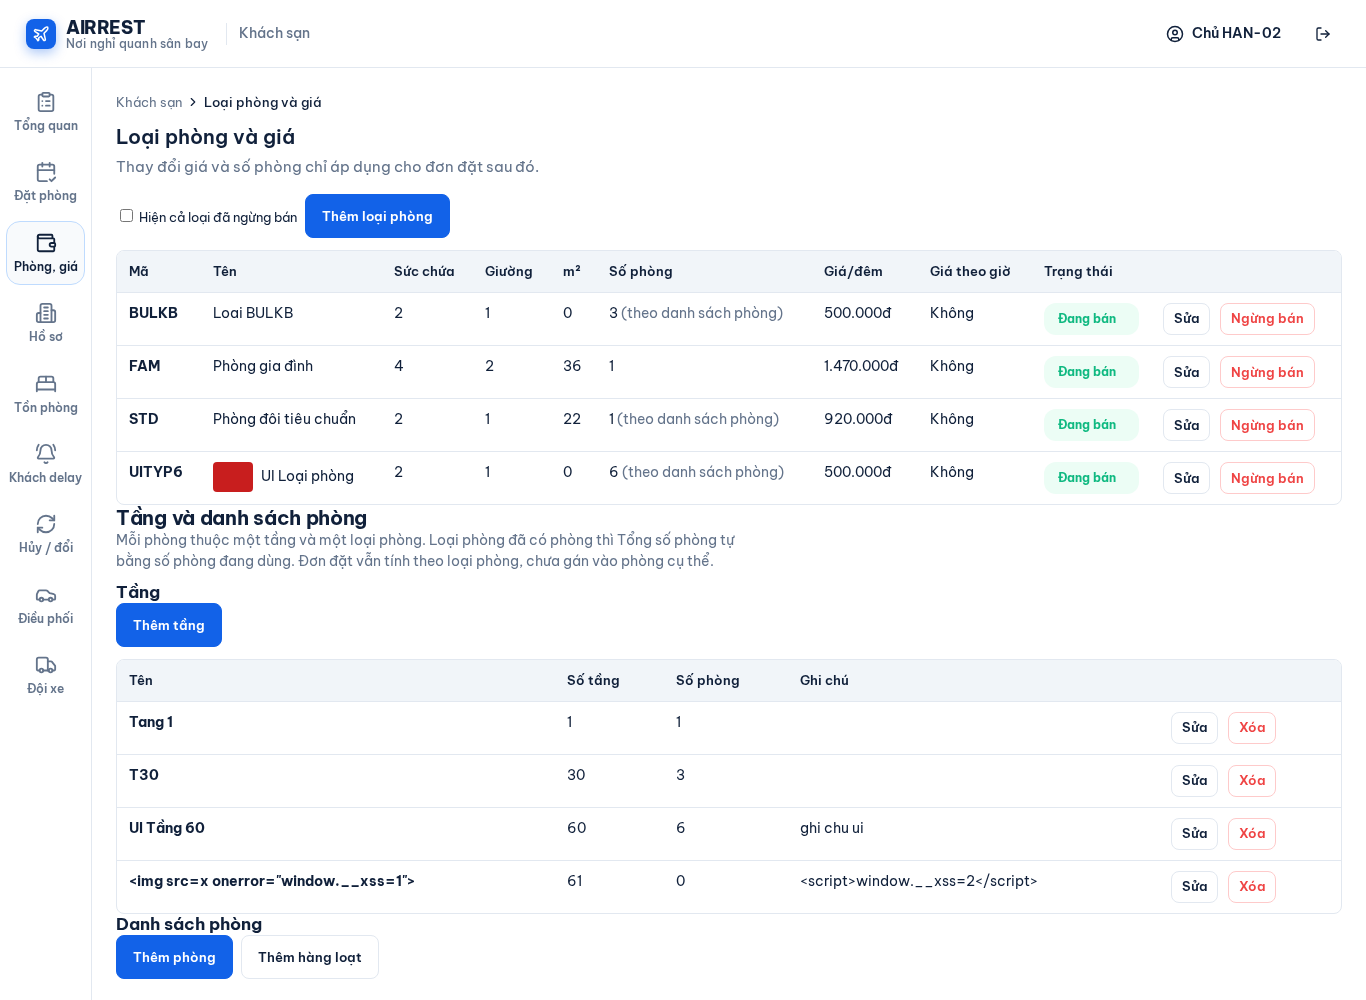 AIRREST
Nơi nghỉ quanh sân bay
Khách sạn
Chủ HAN-02
Tổng quan
Đặt phòng
Phòng, giá
Hồ sơ
Tồn phòng
Khách delay
Hủy / đổi
Điều phối
Đội xe
Khách sạn > Loại phòng và giá
Loại phòng và giá
Thay đổi giá và số phòng chỉ áp dụng cho đơn đặt sau đó.
Hiện cả loại đã ngừng bán
Thêm loại phòng
Mã Tên Sức chứa Giường m² Số phòng Giá/đêm Giá theo giờ Trạng thái
BULKB Loai BULKB 2 1 0 3 (theo danh sách phòng) 500.000đ Không Đang bán Sửa Ngừng bán
FAM Phòng gia đình 4 2 36 1 1.470.000đ Không Đang bán Sửa Ngừng bán
STD Phòng đôi tiêu chuẩn 2 1 22 1 (theo danh sách phòng) 920.000đ Không Đang bán Sửa Ngừng bán
UITYP6 UI Loại phòng 2 1 0 6 (theo danh sách phòng) 500.000đ Không Đang bán Sửa Ngừng bán
Tầng và danh sách phòng
Mỗi phòng thuộc một tầng và một loại phòng. Loại phòng đã có phòng thì Tổng số phòng tự
bằng số phòng đang dùng. Đơn đặt vẫn tính theo loại phòng, chưa gán vào phòng cụ thể.
Tầng
Thêm tầng
Tên Số tầng Số phòng Ghi chú
Tang 1 1 1 Sửa Xóa
T30 30 3 Sửa Xóa
UI Tầng 60 60 6 ghi chu ui Sửa Xóa
<img src=x onerror="window.__xss=1"> 61 0 <script>window.__xss=2</script> Sửa Xóa
Danh sách phòng
Thêm phòng
Thêm hàng loạt